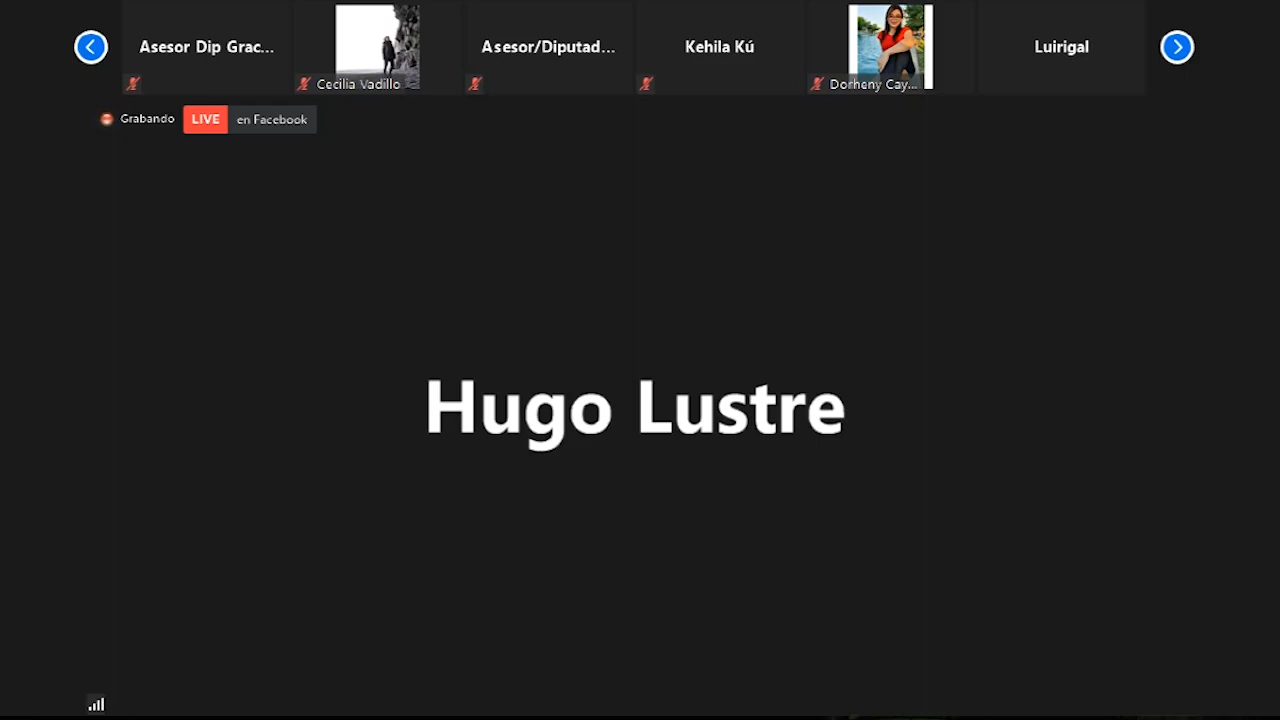 Asesor Dip Grac...
Cecilia Vadillo
Asesor/Diputad...
Kehila Kú
Dorheny Cay...
Luirigal
Grabando
LIVE en Facebook
Hugo Lustre